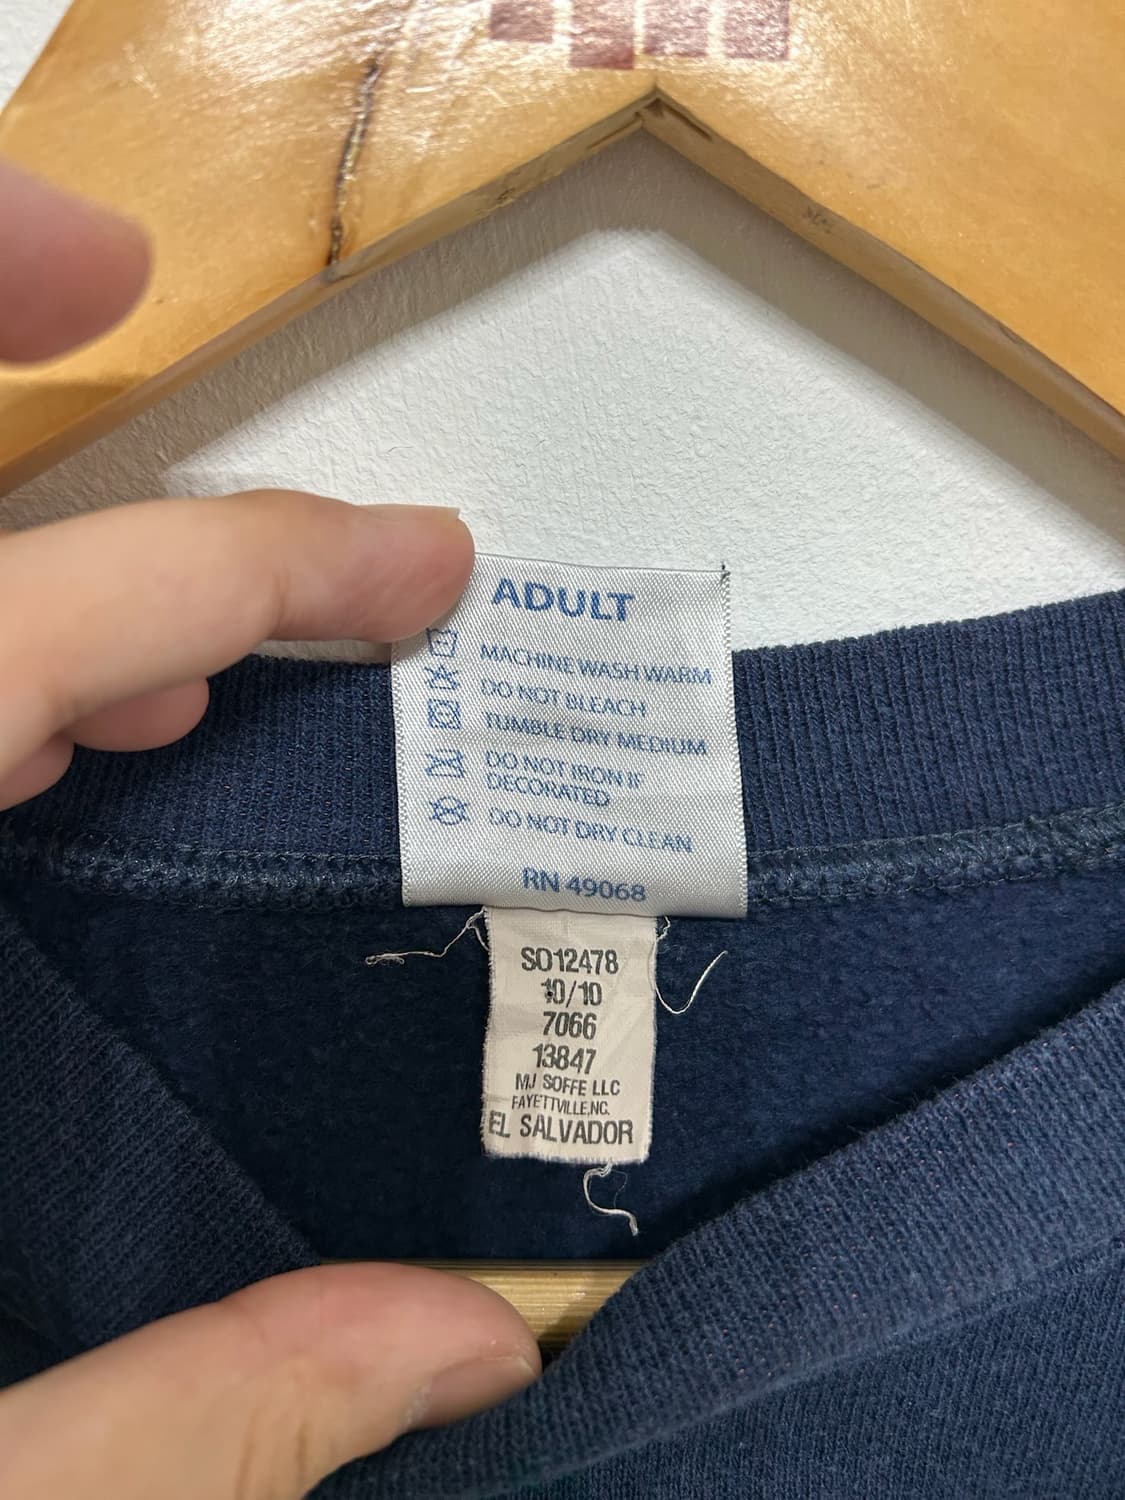 ADULT
MACHINE WASH WARM
DO NOT BLEACH
TUMBLE DRY MEDIUM
DO NOT IRON IF
DECORATED
DO NOT DRY CLEAN
RN 49068
SO12478
10/10
7066
13847
MJ SOFFE LLC
FAYETTVILLE,NC.
EL SALVADOR